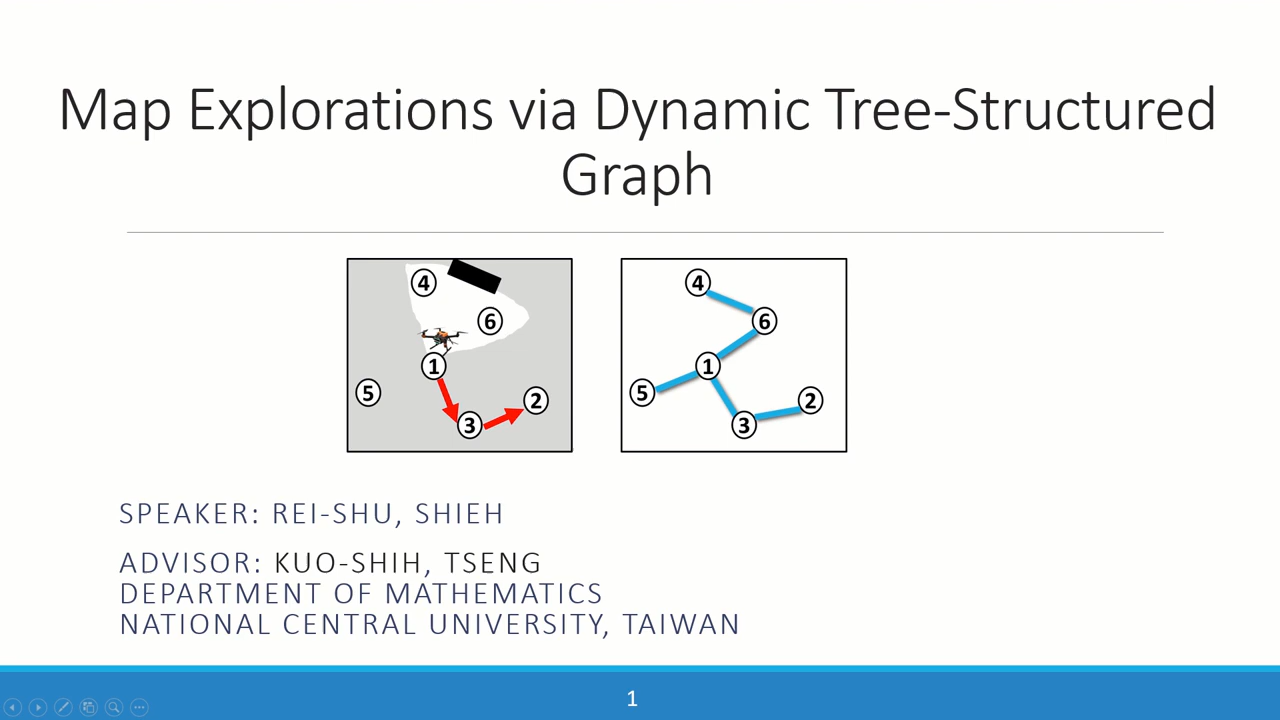 Map Explorations via Dynamic Tree-Structured
Graph
4
6
1
5
2
3
4
6
1
5
2
3
SPEAKER: REI-SHU, SHIEH
ADVISOR: KUO-SHIH, TSENG
DEPARTMENT OF MATHEMATICS
NATIONAL CENTRAL UNIVERSITY, TAIWAN
1